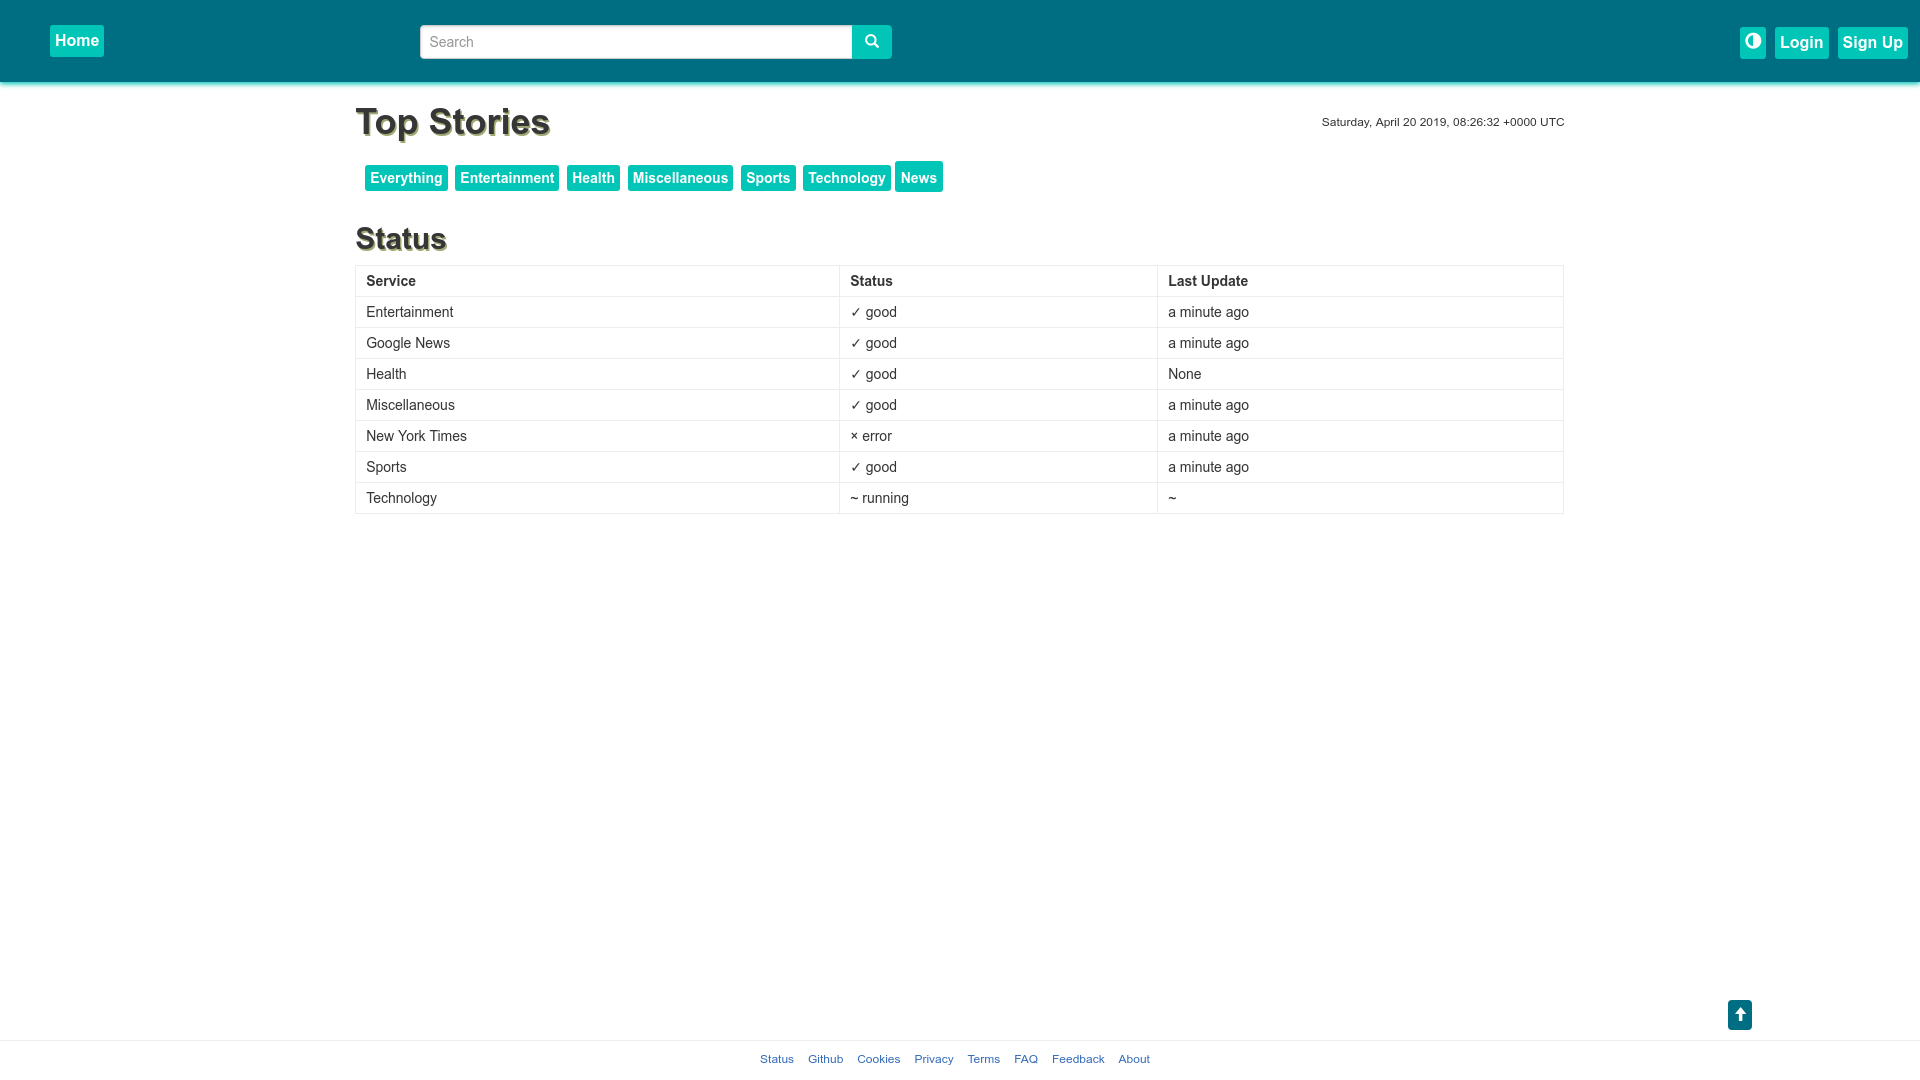 Home Search Login Sign Up
Top Stories Saturday, April 20 2019, 08:26:32 +0000 UTC
Everything Entertainment Health Miscellaneous Sports Technology News
Status
Service Status Last Update
Entertainment ✓ good a minute ago
Google News ✓ good a minute ago
Health ✓ good None
Miscellaneous ✓ good a minute ago
New York Times × error a minute ago
Sports ✓ good a minute ago
Technology ~ running ~
Status Github Cookies Privacy Terms FAQ Feedback About